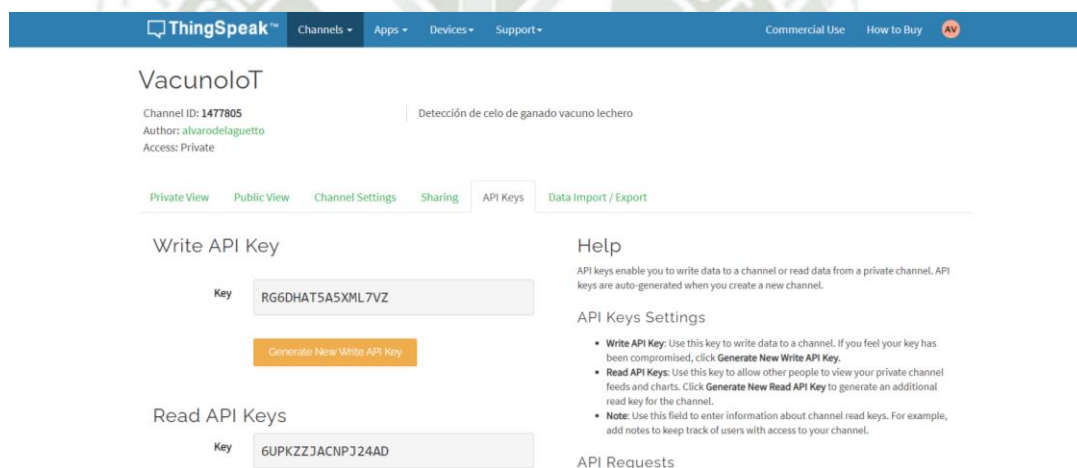 ThingSpeak™ Channels Apps Devices Support Commercial Use How to Buy AV
VacunoIoT
Channel ID: 1477805
Author: alvarodelaguetto
Access: Private
Detección de celo de ganado vacuno lechero
Private View Public View Channel Settings Sharing API Keys Data Import / Export
Write API Key
Key RG6DHAT5A5XML7VZ
Generate New Write API Key
Read API Keys
Key 6UPKZZJACNPJ24AD
Help
API keys enable you to write data to a channel or read data from a private channel. API
keys are auto-generated when you create a new channel.
API Keys Settings
• Write API Key: Use this key to write data to a channel. If you feel your key has
been compromised, click Generate New Write API Key.
• Read API Keys: Use this key to allow other people to view your private channel
feeds and charts. Click Generate New Read API Key to generate an additional
read key for the channel.
• Note: Use this field to enter information about channel read keys. For example,
add notes to keep track of users with access to your channel.
API Requests